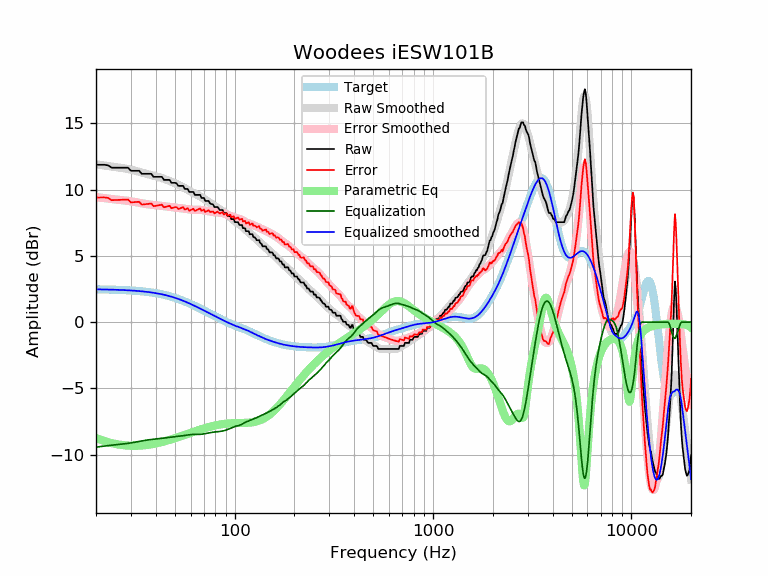 Woodees iESW101B
Target
Raw Smoothed
Error Smoothed
Raw
Error
Parametric Eq
Equalization
Equalized smoothed
Amplitude (dBr)
15
10
5
0
−5
−10
100
1000
10000
Frequency (Hz)